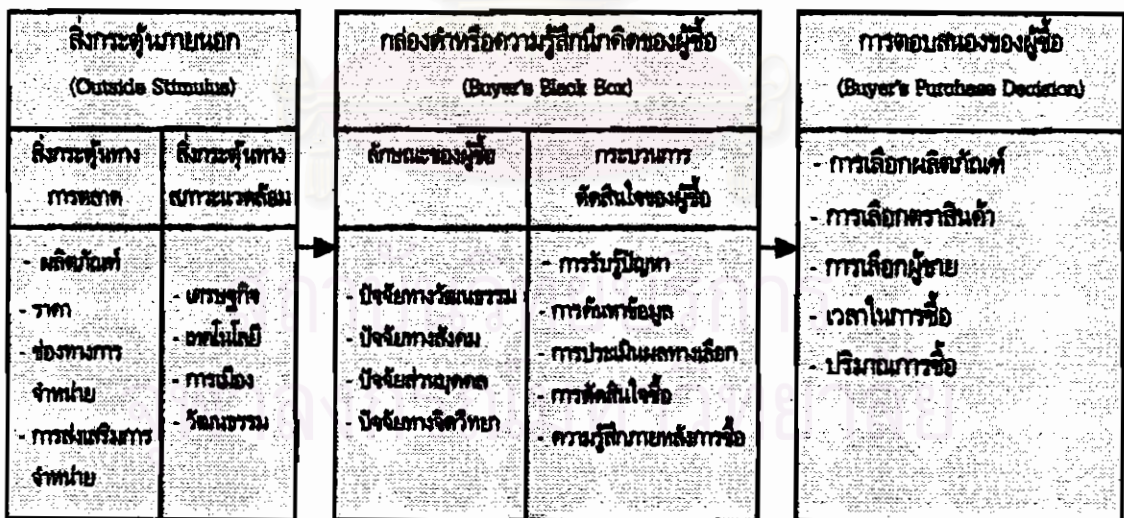 สิ่งกระตุ้นภายนอก
(Outside Stimulus)
สิ่งกระตุ้นทาง
การตลาด
สิ่งกระตุ้นทาง
สภาวะแวดล้อม
- ผลิตภัณฑ์
- ราคา
- ช่องทางการ
จำหน่าย
- การส่งเสริมการ
จำหน่าย
- เศรษฐกิจ
- เทคโนโลยี
- การเมือง
- วัฒนธรรม
กล่องดำหรือความรู้สึกนึกคิดของผู้ซื้อ
(Buyer's Black Box)
ลักษณะของผู้ซื้อ
กระบวนการ
ตัดสินใจของผู้ซื้อ
- ปัจจัยทางวัฒนธรรม
- ปัจจัยทางสังคม
- ปัจจัยส่วนบุคคล
- ปัจจัยทางจิตวิทยา
- การรับรู้ปัญหา
- การค้นหาข้อมูล
- การประเมินผลทางเลือก
- การตัดสินใจซื้อ
- ความรู้สึกภายหลังการซื้อ
การตอบสนองของผู้ซื้อ
(Buyer's Purchase Decision)
- การเลือกผลิตภัณฑ์
- การเลือกตราสินค้า
- การเลือกผู้ขาย
- เวลาในการซื้อ
- ปริมาณการซื้อ